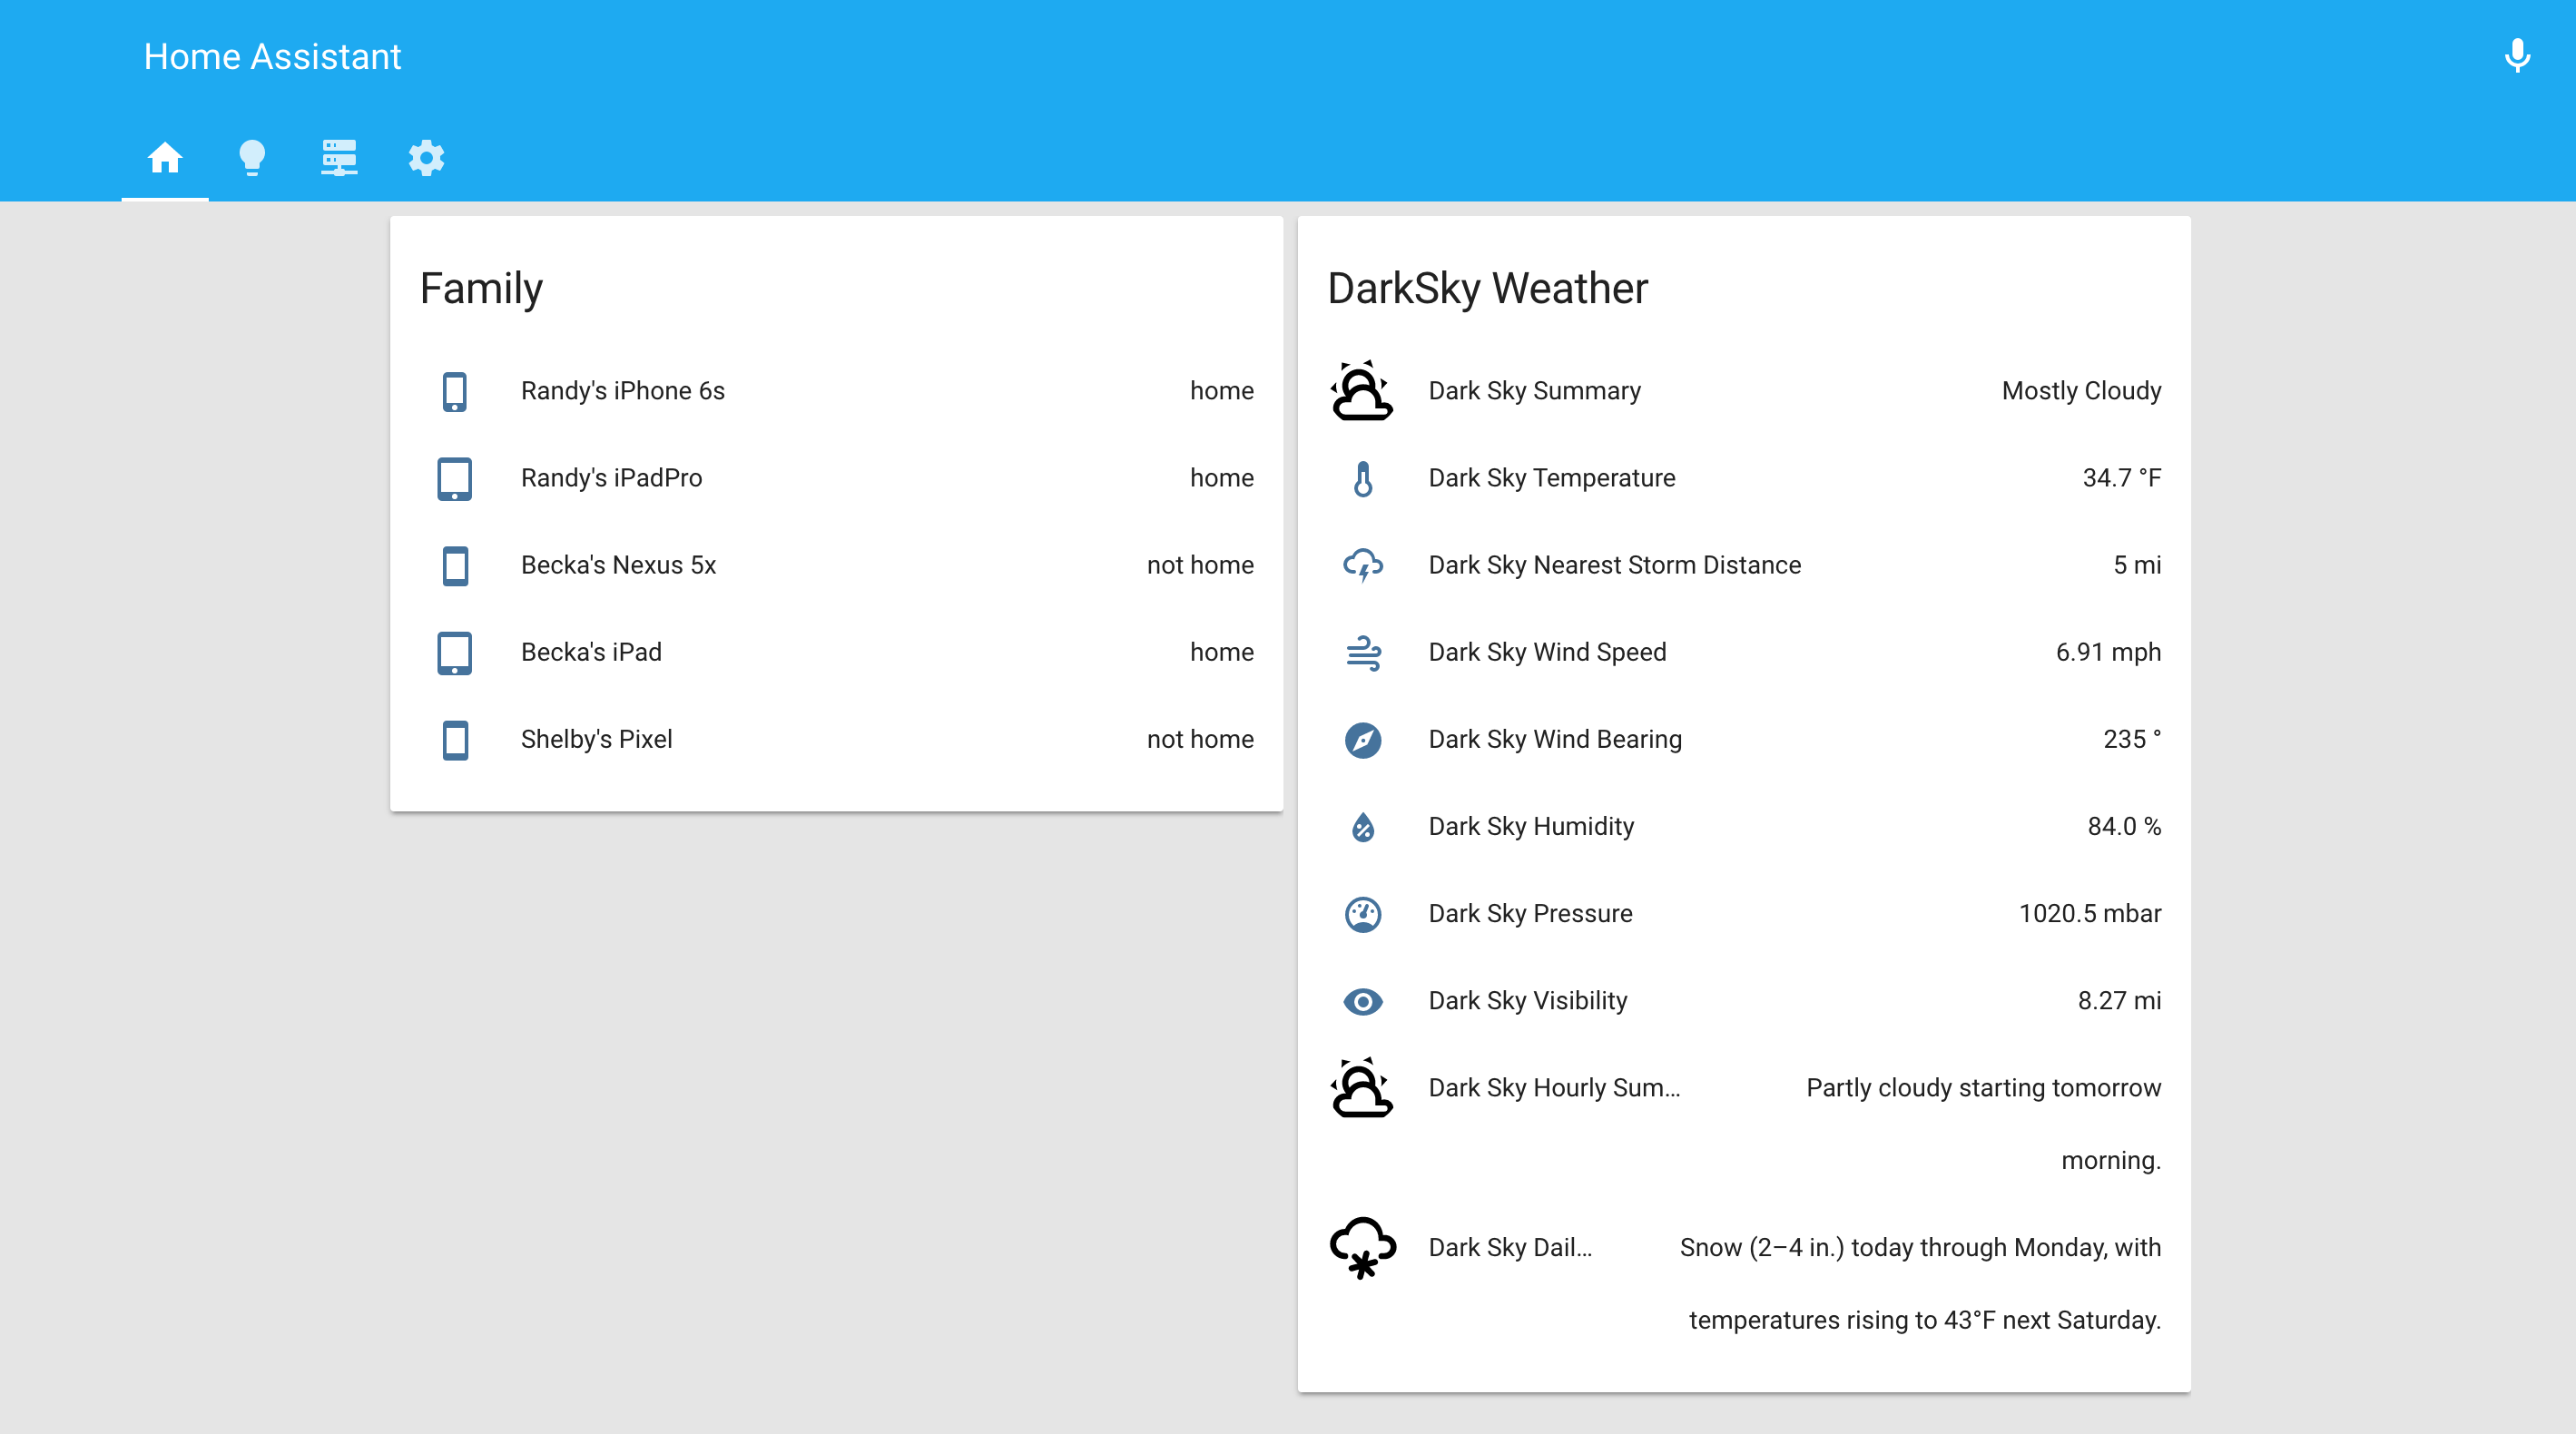 Home Assistant
Family
Randy's iPhone 6s home
Randy's iPadPro home
Becka's Nexus 5x not home
Becka's iPad home
Shelby's Pixel not home
DarkSky Weather
Dark Sky Summary Mostly Cloudy
Dark Sky Temperature 34.7 °F
Dark Sky Nearest Storm Distance 5 mi
Dark Sky Wind Speed 6.91 mph
Dark Sky Wind Bearing 235 °
Dark Sky Humidity 84.0 %
Dark Sky Pressure 1020.5 mbar
Dark Sky Visibility 8.27 mi
Dark Sky Hourly Sum... Partly cloudy starting tomorrow
morning.
Dark Sky Dail... Snow (2–4 in.) today through Monday, with
temperatures rising to 43°F next Saturday.